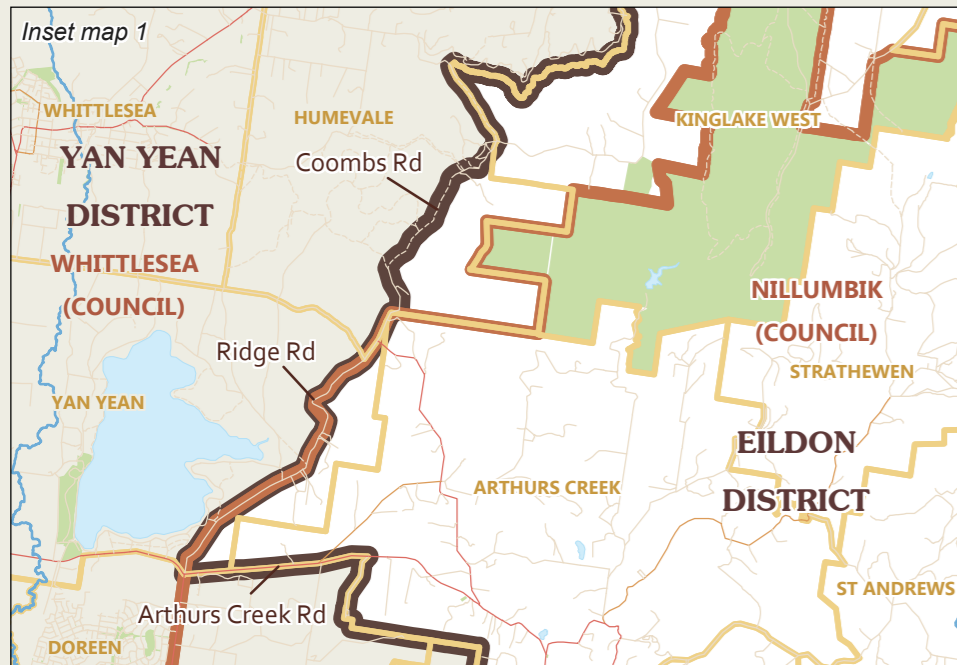 Inset map 1
WHITTLESEA
HUMEVALE
KINGLAKE WEST
YAN YEAN
DISTRICT
Coombs Rd
WHITTLESEA
(COUNCIL)
NILLUMBIK
(COUNCIL)
Ridge Rd
STRATHEWEN
YAN YEAN
EILDON
DISTRICT
ARTHURS CREEK
ST ANDREWS
Arthurs Creek Rd
DOREEN